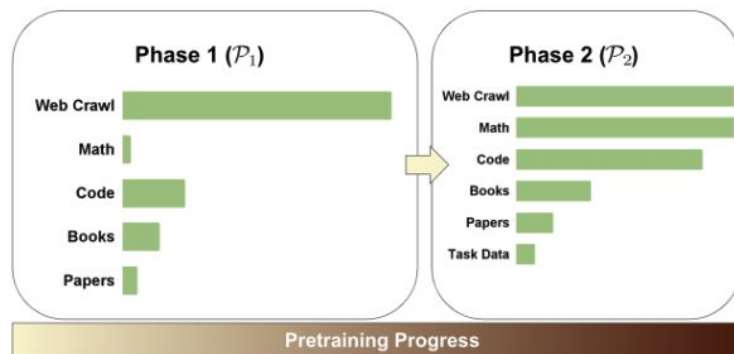 Phase 1 (𝒫₁)
Web Crawl
Math
Code
Books
Papers
Phase 2 (𝒫₂)
Web Crawl
Math
Code
Books
Papers
Task Data
Pretraining Progress